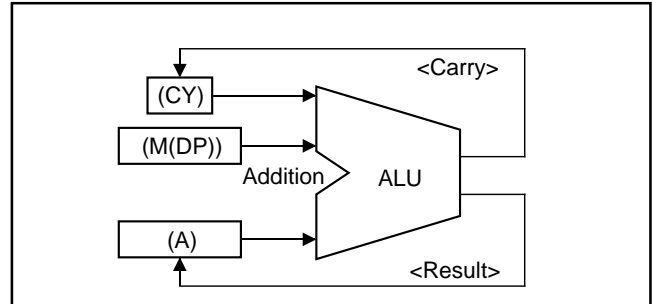 <Carry>
(CY)
(M(DP))
Addition
ALU
(A)
<Result>